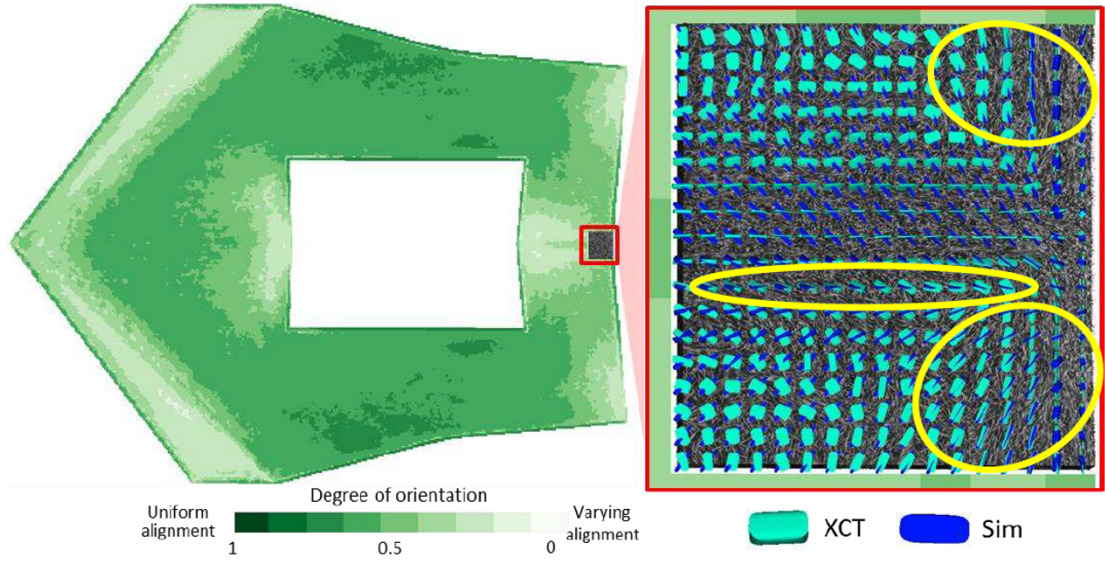 Degree of orientation
Uniform
alignment
Varying
alignment
1
0.5
0
XCT
Sim